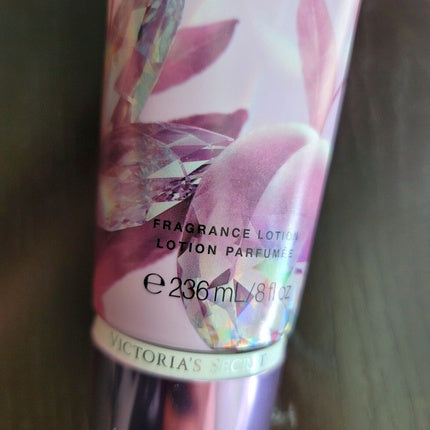 FRAGRANCE LOTION
LOTION PARFUMÉE
℮ 236 mL/8 fl oz
VICTORIA'S SECRET